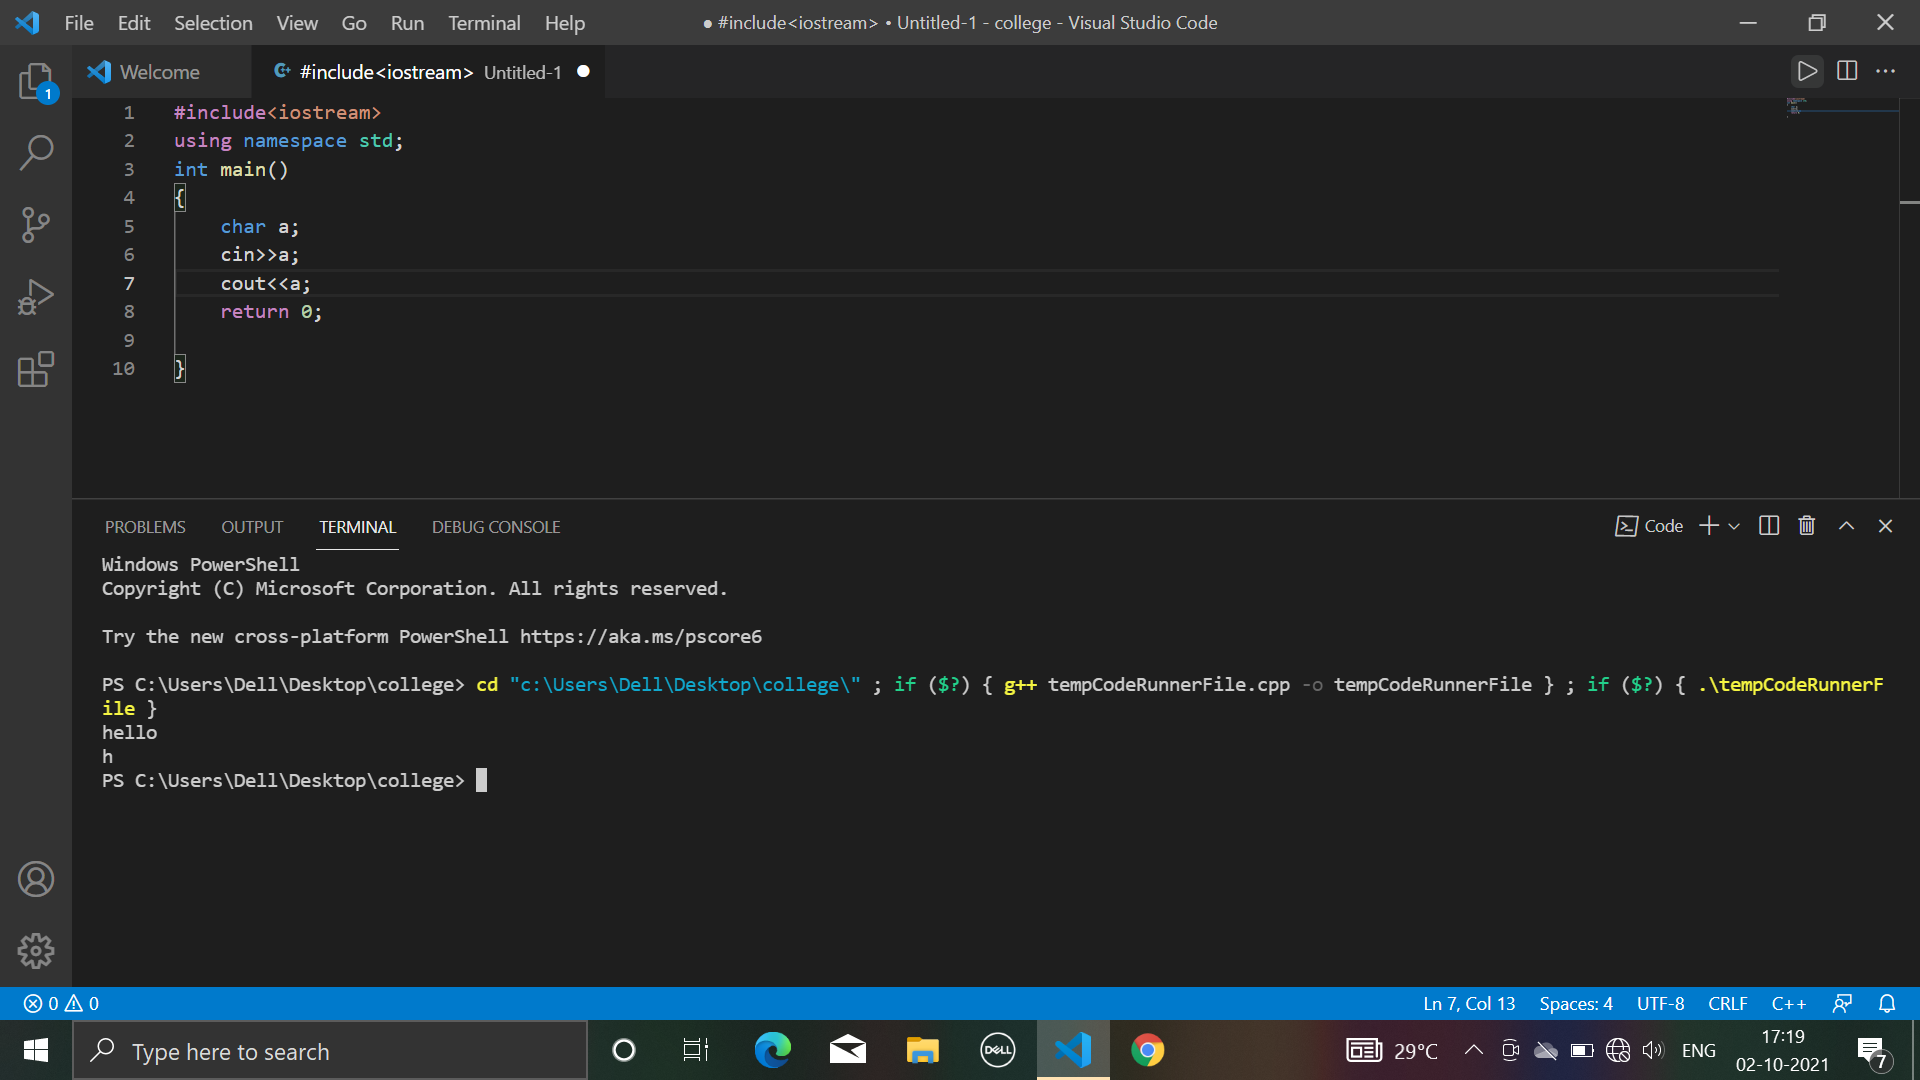 File Edit Selection View Go Run Terminal Help ● #include<iostream> • Untitled-1 - college - Visual Studio Code
Welcome #include<iostream> Untitled-1
1 #include<iostream>
2 using namespace std;
3 int main()
4 {
5 char a;
6 cin>>a;
7 cout<<a;
8 return 0;
9
10 }
1
PROBLEMS OUTPUT TERMINAL DEBUG CONSOLE Code
Windows PowerShell
Copyright (C) Microsoft Corporation. All rights reserved.
Try the new cross-platform PowerShell https://aka.ms/pscore6
PS C:\Users\Dell\Desktop\college> cd "c:\Users\Dell\Desktop\college\" ; if ($?) { g++ tempCodeRunnerFile.cpp -o tempCodeRunnerFile } ; if ($?) { .\tempCodeRunnerF
ile }
hello
h
PS C:\Users\Dell\Desktop\college>
0 0 Ln 7, Col 13 Spaces: 4 UTF-8 CRLF C++
Type here to search DELL 29°C ENG 17:19
02-10-2021 7